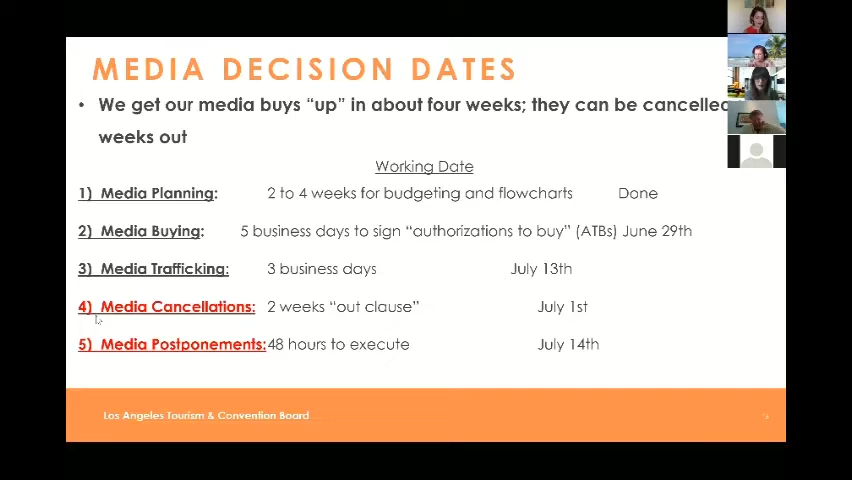 MEDIA DECISION DATES
• We get our media buys “up” in about four weeks; they can be cancelled
weeks out
Working Date
1) Media Planning: 2 to 4 weeks for budgeting and flowcharts Done
2) Media Buying: 5 business days to sign “authorizations to buy” (ATBs) June 29th
3) Media Trafficking: 3 business days July 13th
4) Media Cancellations: 2 weeks “out clause” July 1st
5) Media Postponements: 48 hours to execute July 14th
Los Angeles Tourism & Convention Board